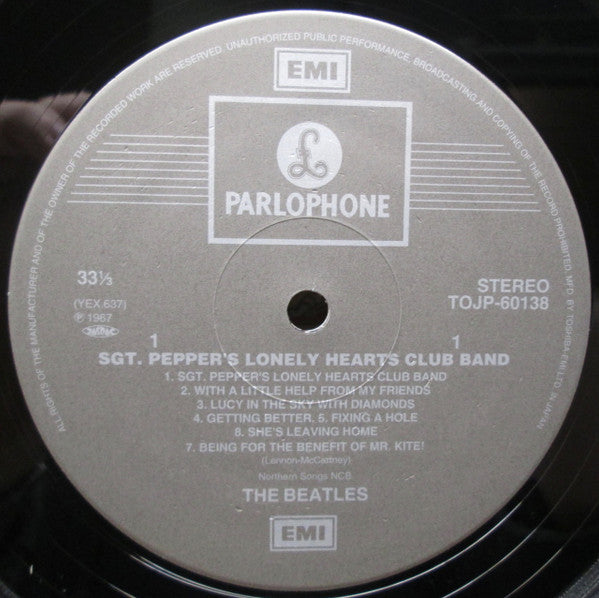 ALL RIGHTS OF THE MANUFACTURER AND OF THE OWNER OF THE RECORDED WORK ARE RESERVED. UNAUTHORIZED PUBLIC PERFORMANCE, BROADCASTING AND COPYING OF THE RECORD PROHIBITED. MFD. BY TOSHIBA-EMI LTD IN JAPAN.
EMI
£
PARLOPHONE
33⅓
STEREO
(YEX 637)
TOJP-60138
℗ 1967
1 1
SGT. PEPPER'S LONELY HEARTS CLUB BAND
1. SGT. PEPPER'S LONELY HEARTS CLUB BAND
2. WITH A LITTLE HELP FROM MY FRIENDS
3. LUCY IN THE SKY WITH DIAMONDS
4. GETTING BETTER. 5. FIXING A HOLE
8. SHE'S LEAVING HOME
7. BEING FOR THE BENEFIT OF MR. KITE!
(Lennon-McCartney)
Northern Songs NCB
THE BEATLES
EMI